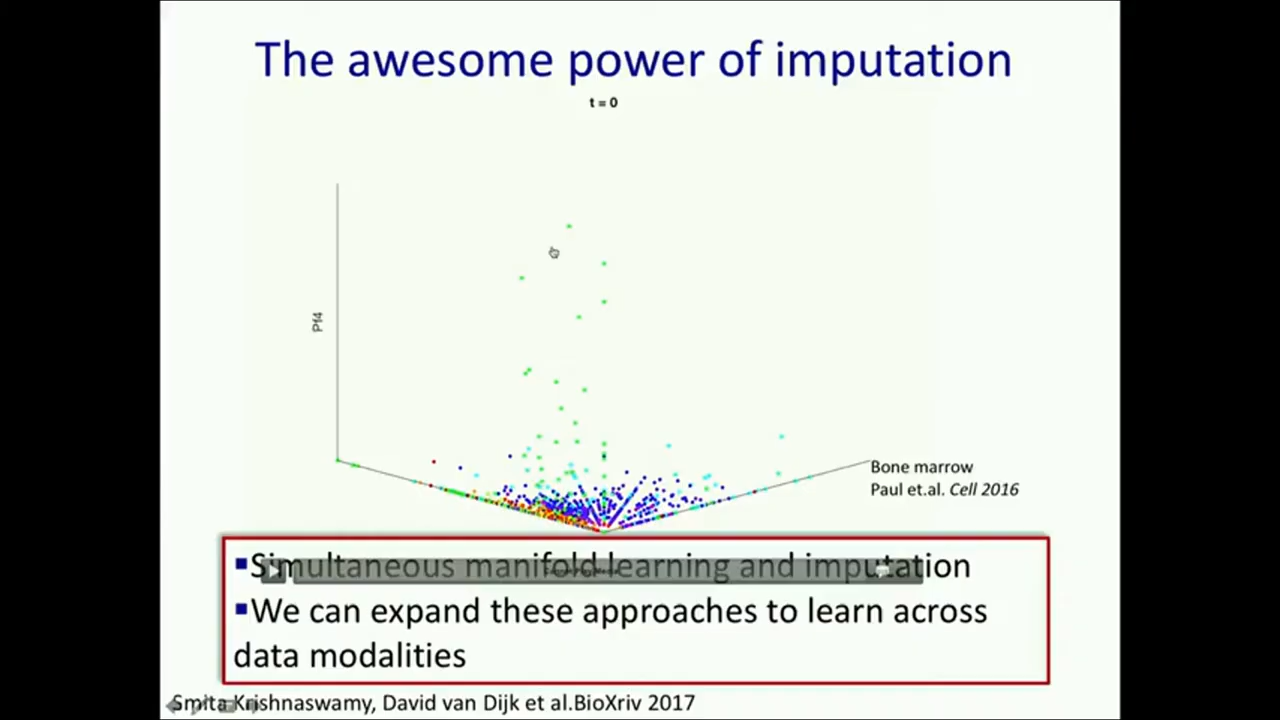 The awesome power of imputation
t = 0
Pf4
Bone marrow
Paul et.al. Cell 2016
▪Simultaneous manifold learning and imputation
▪We can expand these approaches to learn across
data modalities
Smita Krishnaswamy, David van Dijk et al.BioXriv 2017